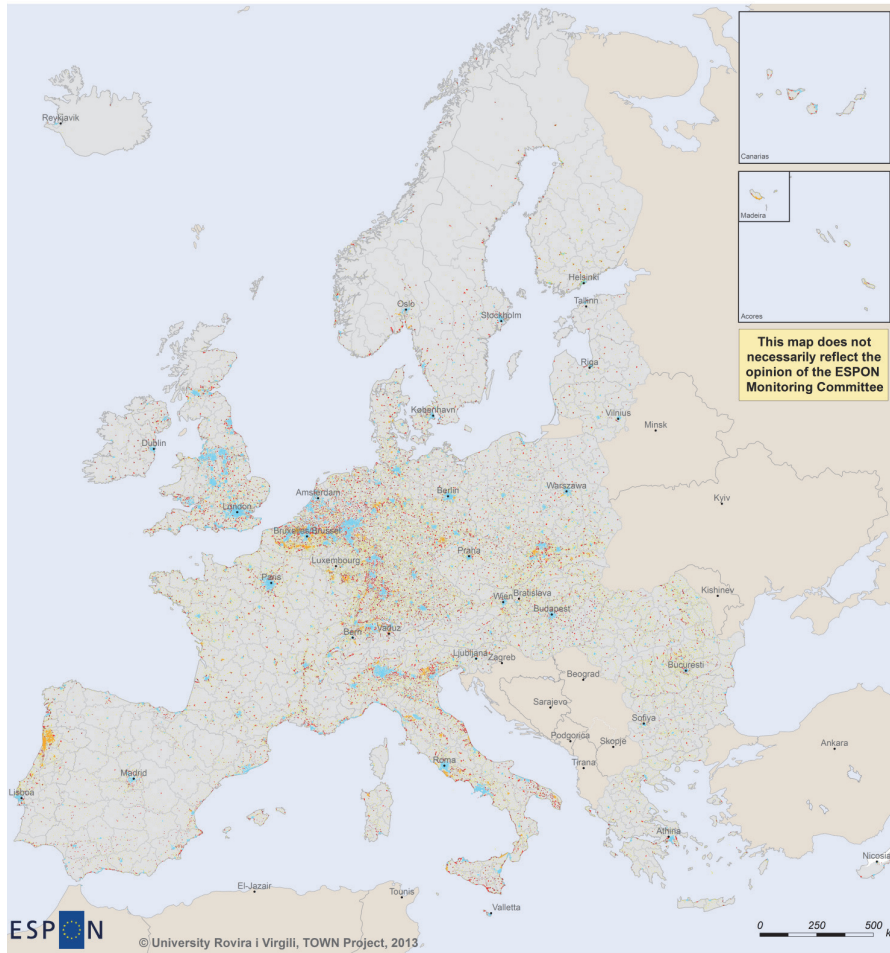 Canarias
Reykjavik
Madeira
Acores
This map does not
necessarily reflect the
opinion of the ESPON
Monitoring Committee
Helsinki
Oslo
Tallinn
Stockholm
Riga
København
Vilnius
Minsk
Dublin
Amsterdam
Berlin
Warszawa
London
Kyiv
Bruxelles/Brussel
Praha
Luxembourg
Paris
Kishinev
Wien
Bratislava
Budapest
Bern
Vaduz
Ljubljana
Zagreb
Bucuresti
Beograd
Sarajevo
Sofiya
Podgorica
Skopje
Ankara
Tirana
Roma
Madrid
Lisboa
Athina
Nicosia
El-Jazair
Tounis
Valletta
ESPON
© University Rovira i Virgili, TOWN Project, 2013
0 250 500